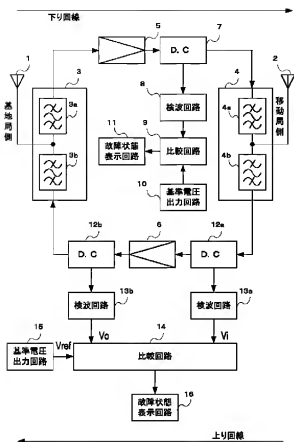 下り回線
5
7
D.C
1
2
3
8
4
3a
検波回路
4a
基地局側
移動局側
11
9
故障状態
表示回路
比較回路
3b
4b
10
基準電圧
出力回路
12b
6
12a
D.C
D.C
13b
13a
検波回路
検波回路
15
Vref
Vo
14
Vi
基準電圧
出力回路
比較回路
故障状態
表示回路
16
上り回線